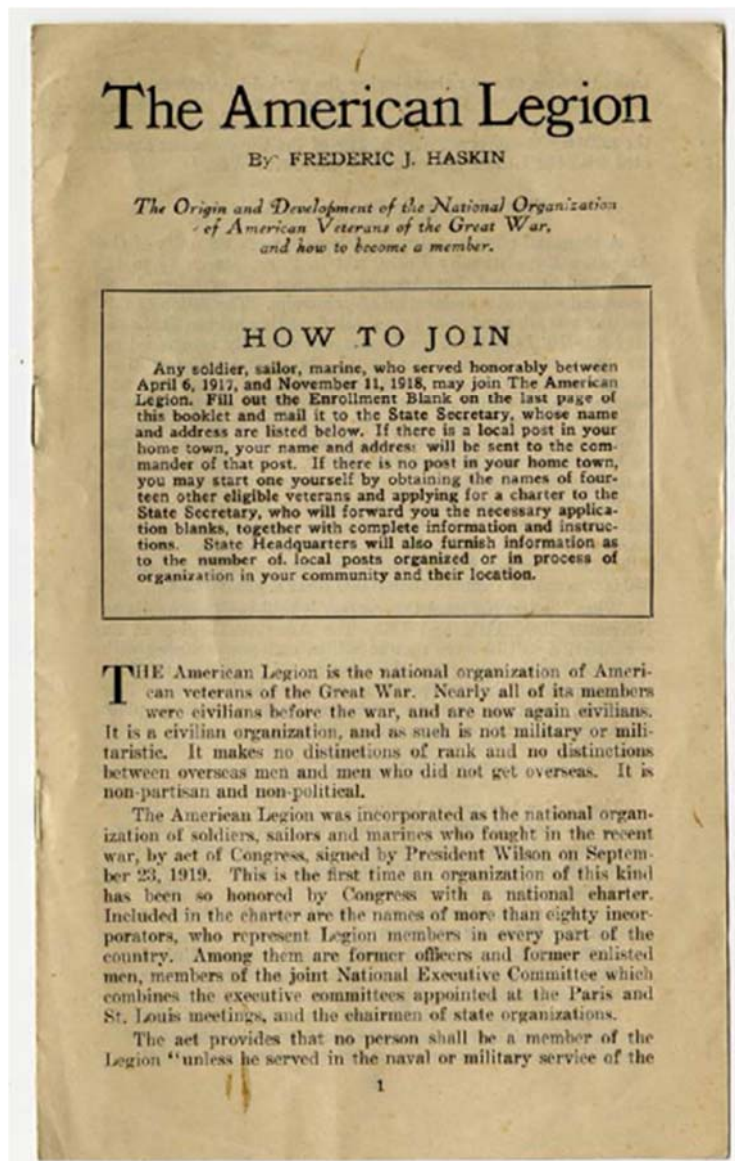 The American Legion
By FREDERIC J. HASKIN
The Origin and Development of the National Organization
of American Veterans of the Great War,
and how to become a member.
HOW TO JOIN
Any soldier, sailor, marine, who served honorably between
April 6, 1917, and November 11, 1918, may join The American
Legion. Fill out the Enrollment Blank on the last page of
this booklet and mail it to the State Secretary, whose name
and address are listed below. If there is a local post in your
home town, your name and address will be sent to the com-
mander of that post. If there is no post in your home town,
you may start one yourself by obtaining the names of four-
teen other eligible veterans and applying for a charter to the
State Secretary, who will forward you the necessary applica-
tion blanks, together with complete information and instruc-
tions. State Headquarters will also furnish information as
to the number of local posts organized or in process of
organization in your community and their location.
THE American Legion is the national organization of Ameri-
can veterans of the Great War. Nearly all of its members
were civilians before the war, and are now again civilians.
It is a civilian organization, and as such is not military or mili-
taristic. It makes no distinctions of rank and no distinctions
between overseas men and men who did not get overseas. It is
non-partisan and non-political.
The American Legion was incorporated as the national organ-
ization of soldiers, sailors and marines who fought in the recent
war, by act of Congress, signed by President Wilson on Septem-
ber 23, 1919. This is the first time an organization of this kind
has been so honored by Congress with a national charter.
Included in the charter are the names of more than eighty incor-
porators, who represent Legion members in every part of the
country. Among them are former officers and former enlisted
men, members of the joint National Executive Committee which
combines the executive committees appointed at the Paris and
St. Louis meetings, and the chairmen of state organizations.
The act provides that no person shall be a member of the
Legion "unless he served in the naval or military service of the
1